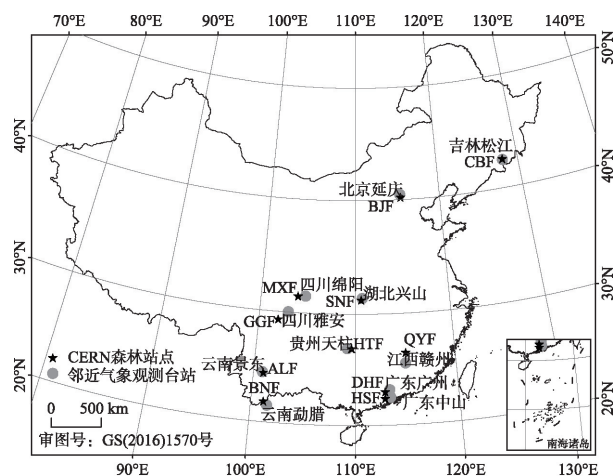 70°E
80°E
90°E
100°E
110°E
120°E
130°E
140°E
50°N
40°N
40°N
30°N
30°N
20°N
20°N
吉林松江
CBF
北京延庆
BJF
MXF 四川绵阳
SNF 湖北兴山
GGF 四川雅安
贵州天柱 HTF
QYF
江西赣州
云南景东 ALF
BNF
云南勐腊
DHF 广东广州
HSF 广东中山
CERN森林站点
邻近气象观测台站
0 500 km
审图号：GS(2016)1570号
南海诸岛
90°E
100°E
110°E
120°E
130°E